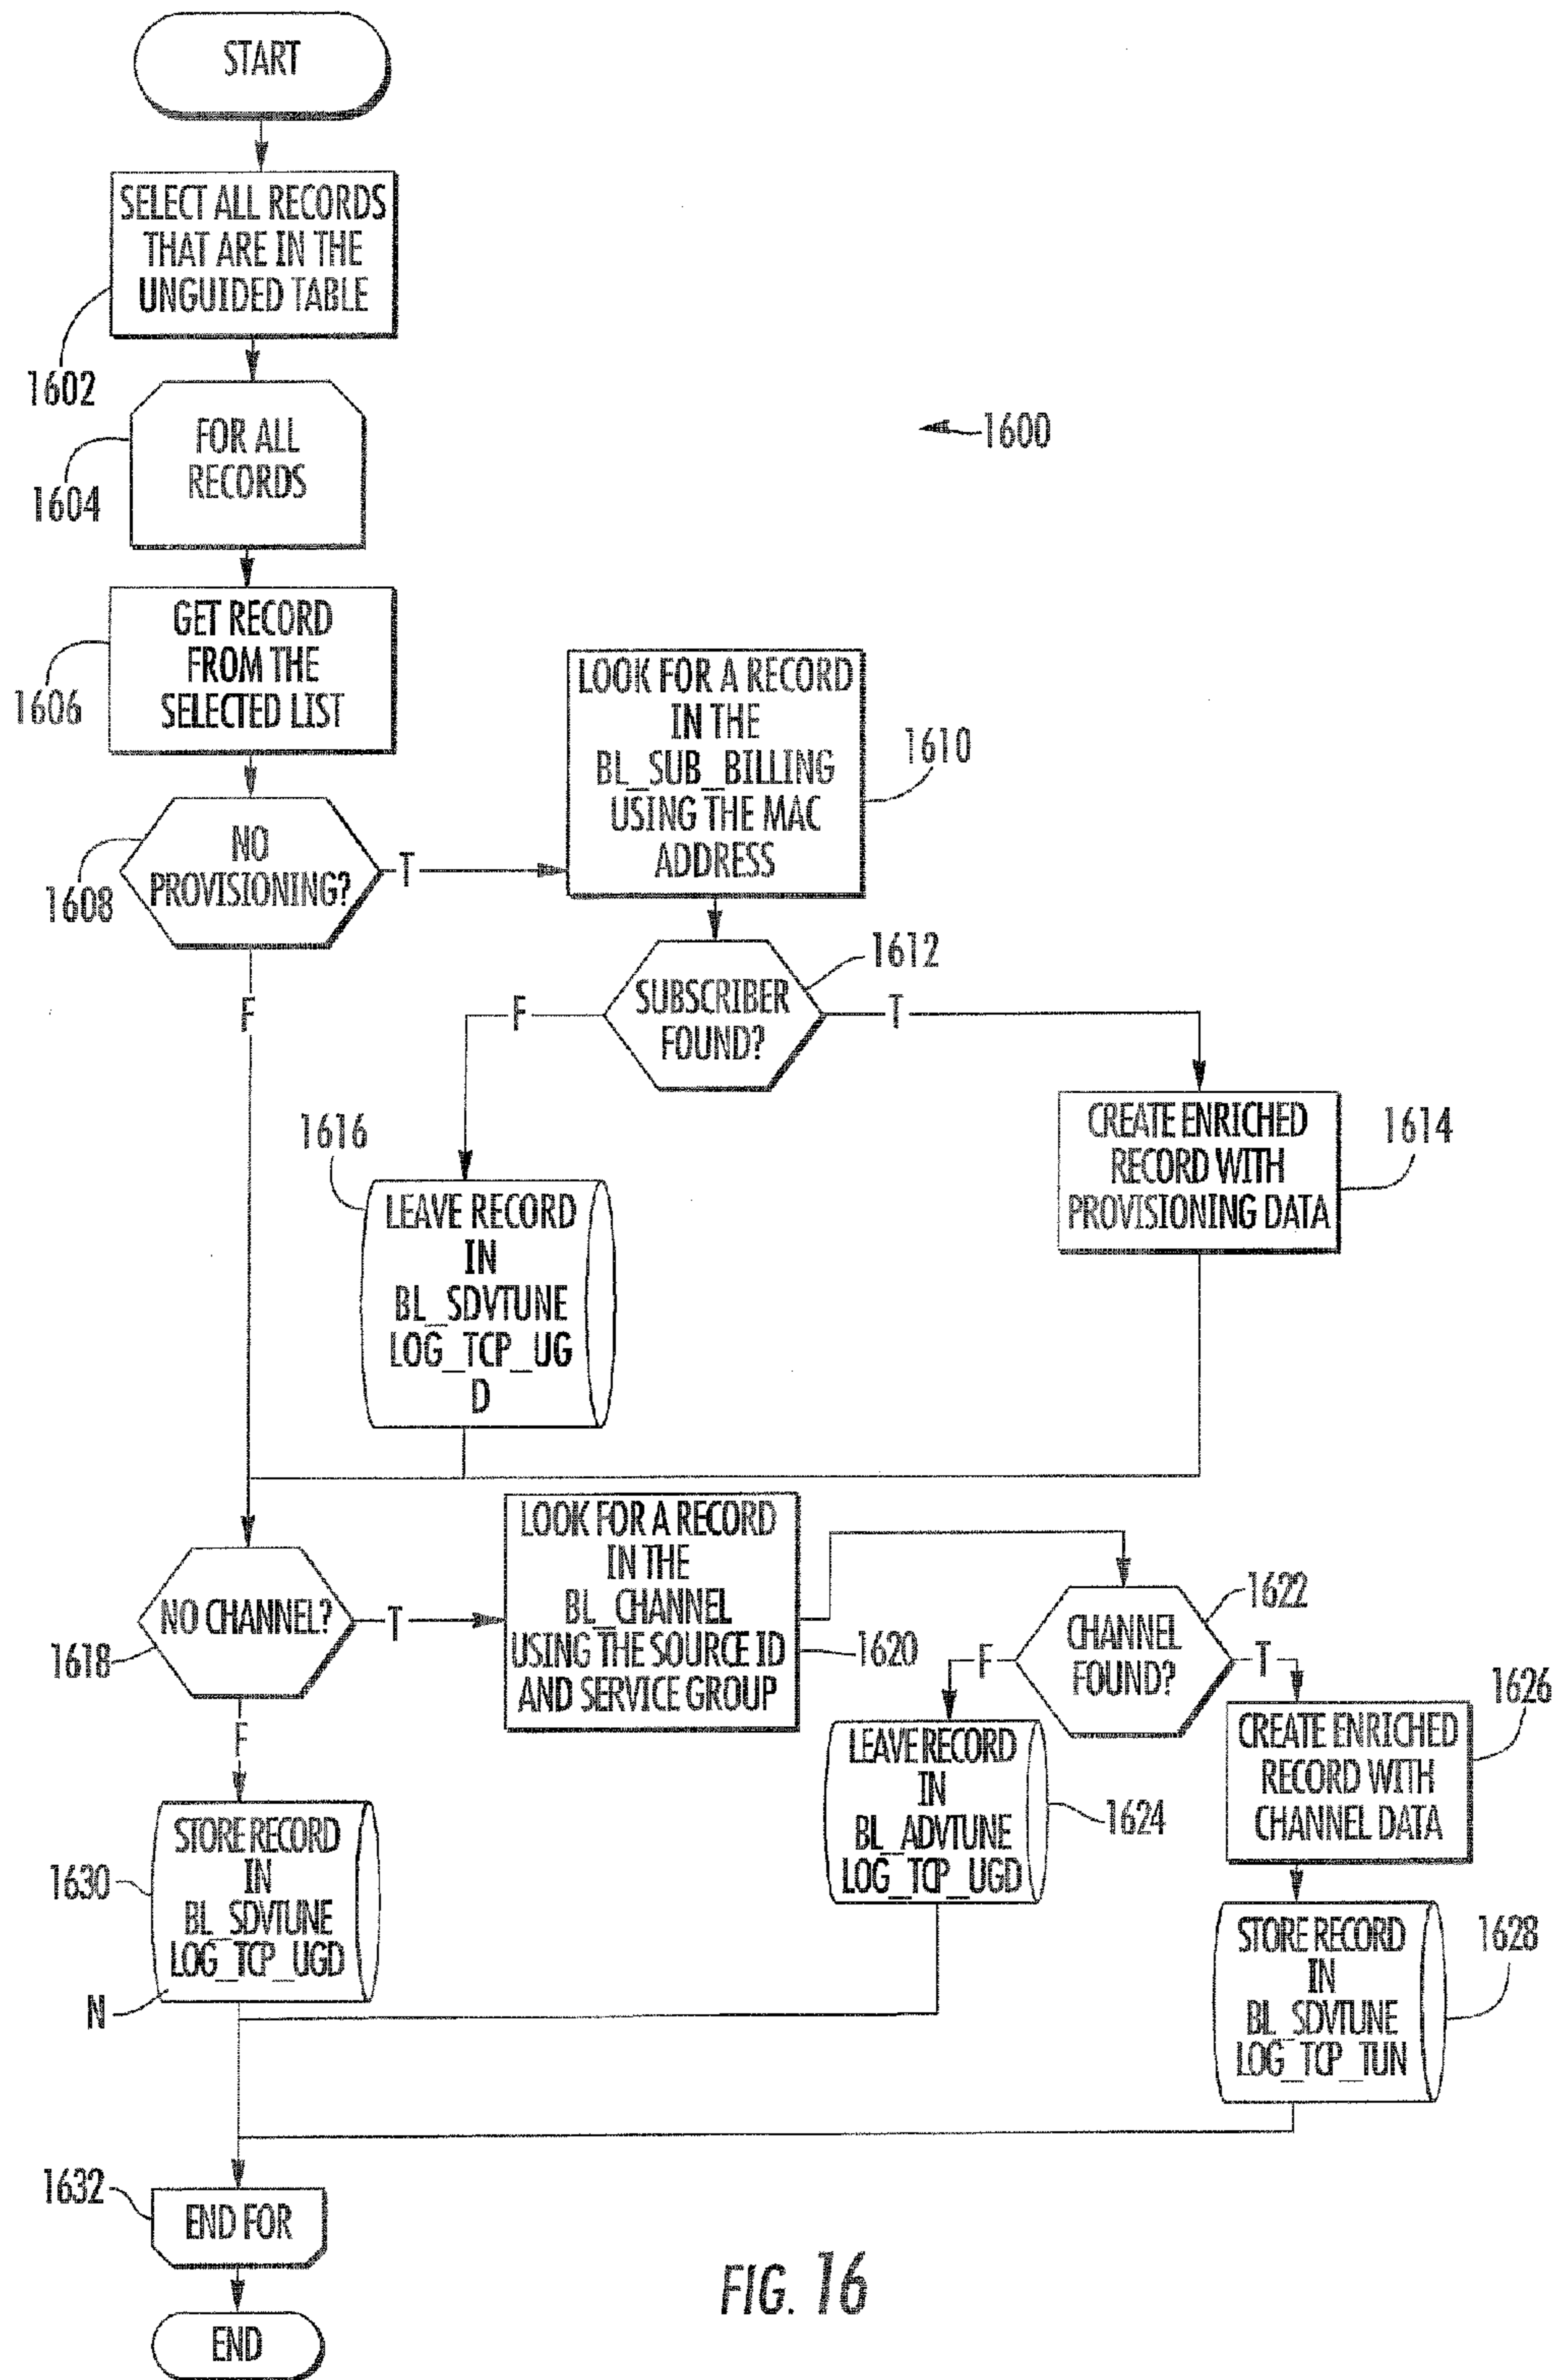 START
SELECT ALL RECORDS
THAT ARE IN THE
UNGUIDED TABLE
1602
FOR ALL
RECORDS
1604
1600
GET RECORD
FROM THE
SELECTED LIST
1606
LOOK FOR A RECORD
IN THE
BL_SUB_BILLING
USING THE MAC
ADDRESS
1610
NO
PROVISIONING?
1608
T
F
SUBSCRIBER
FOUND?
1612
F
T
CREATE ENRICHED
RECORD WITH
PROVISIONING DATA
1614
1616
LEAVE RECORD
IN
BL_SDVTUNE
LOG_TCP_UG
D
NO CHANNEL?
1618
T
F
LOOK FOR A RECORD
IN THE
BL_CHANNEL
USING THE SOURCE ID
AND SERVICE GROUP
1620
CHANNEL
FOUND?
1622
F
T
LEAVE RECORD
IN
BL_ADVTUNE
LOG_TCP_UGD
1624
CREATE ENRICHED
RECORD WITH
CHANNEL DATA
1626
STORE RECORD
IN
BL_SDVTUNE
LOG_TCP_UGD
1630
N
STORE RECORD
IN
BL_SDVTUNE
LOG_TCP_TUN
1628
1632
END FOR
END
FIG. 16